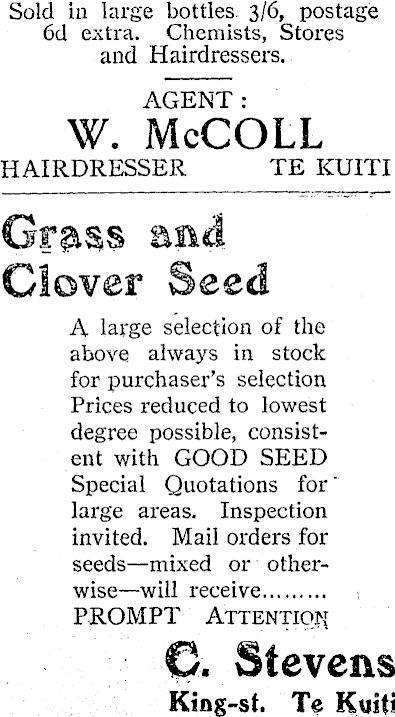 Sold in large bottles. 3/6, postage
6d extra. Chemists, Stores
and Hairdressers.
AGENT :
W. McCOLL
HAIRDRESSER TE KUITI
Grass and
Clover Seed
A large selection of the
above always in stock
for purchaser's selection
Prices reduced to lowest
degree possible, consist-
ent with GOOD SEED
Special Quotations for
large areas. Inspection
invited. Mail orders for
seeds—mixed or other-
wise—will receive.........
PROMPT ATTENTION
C. Stevens
King-st. Te Kuiti